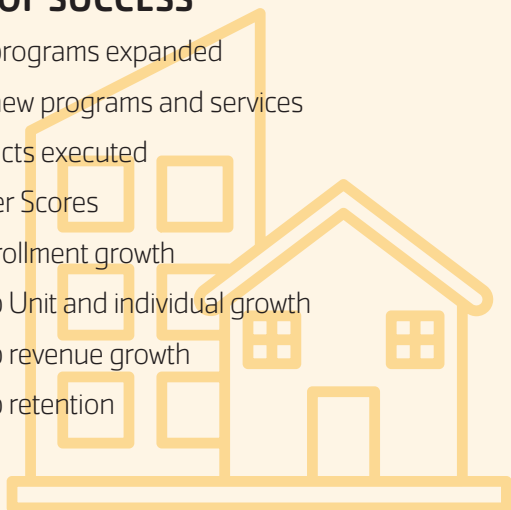 OF SUCCESS
programs expanded
new programs and services
cts executed
er Scores
rollment growth
Unit and individual growth
revenue growth
retention